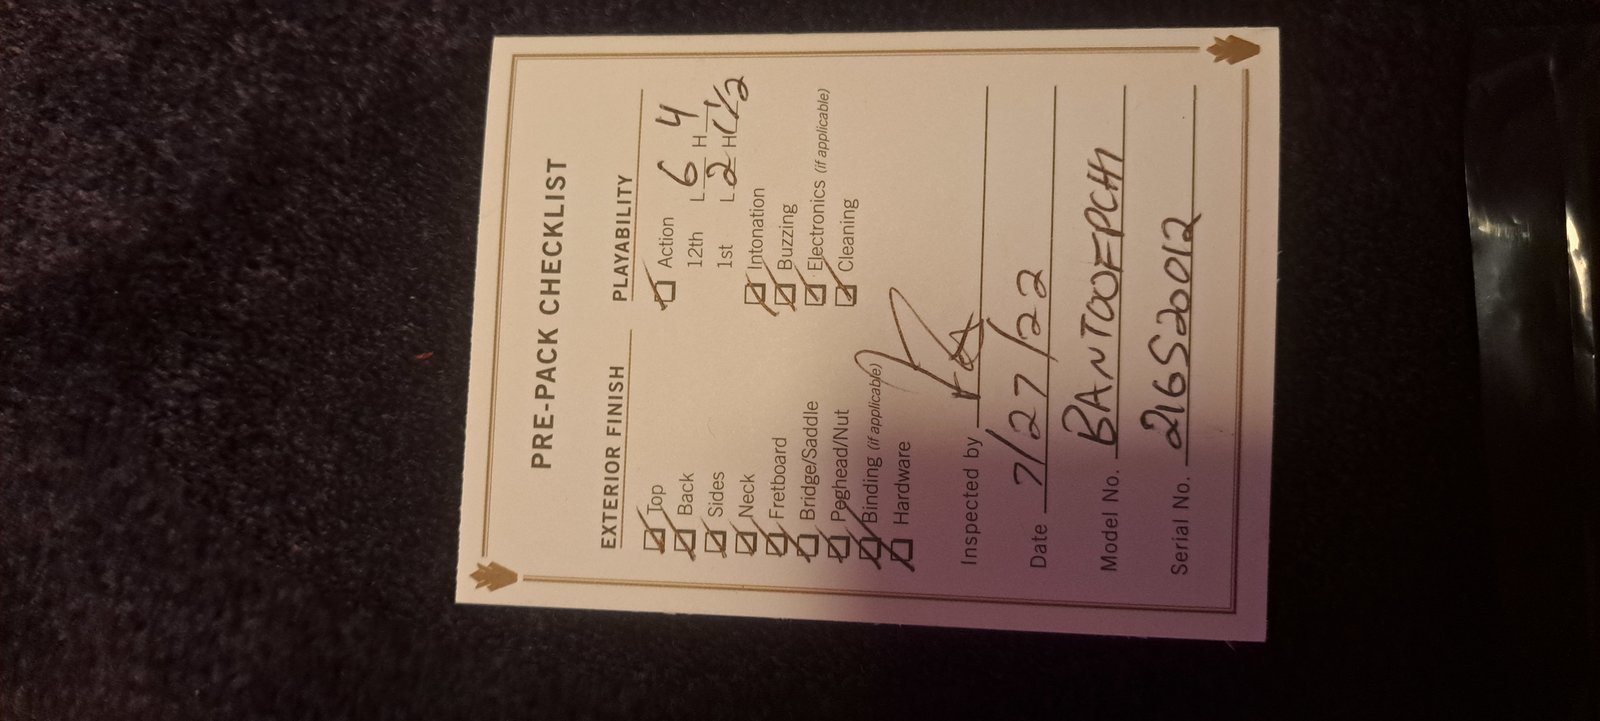 PRE-PACK CHECKLIST
EXTERIOR FINISH
Top
Back
Sides
Neck
Fretboard
Bridge/Saddle
Peghead/Nut
Binding (if applicable)
Hardware
PLAYABILITY
Action
12th L 6 H 4
1st L 2 H 1 1/2
Intonation
Buzzing
Electronics (if applicable)
Cleaning
Inspected by
Date 7/27/22
Model No. BANTOOFPCH1
Serial No. 216S20012